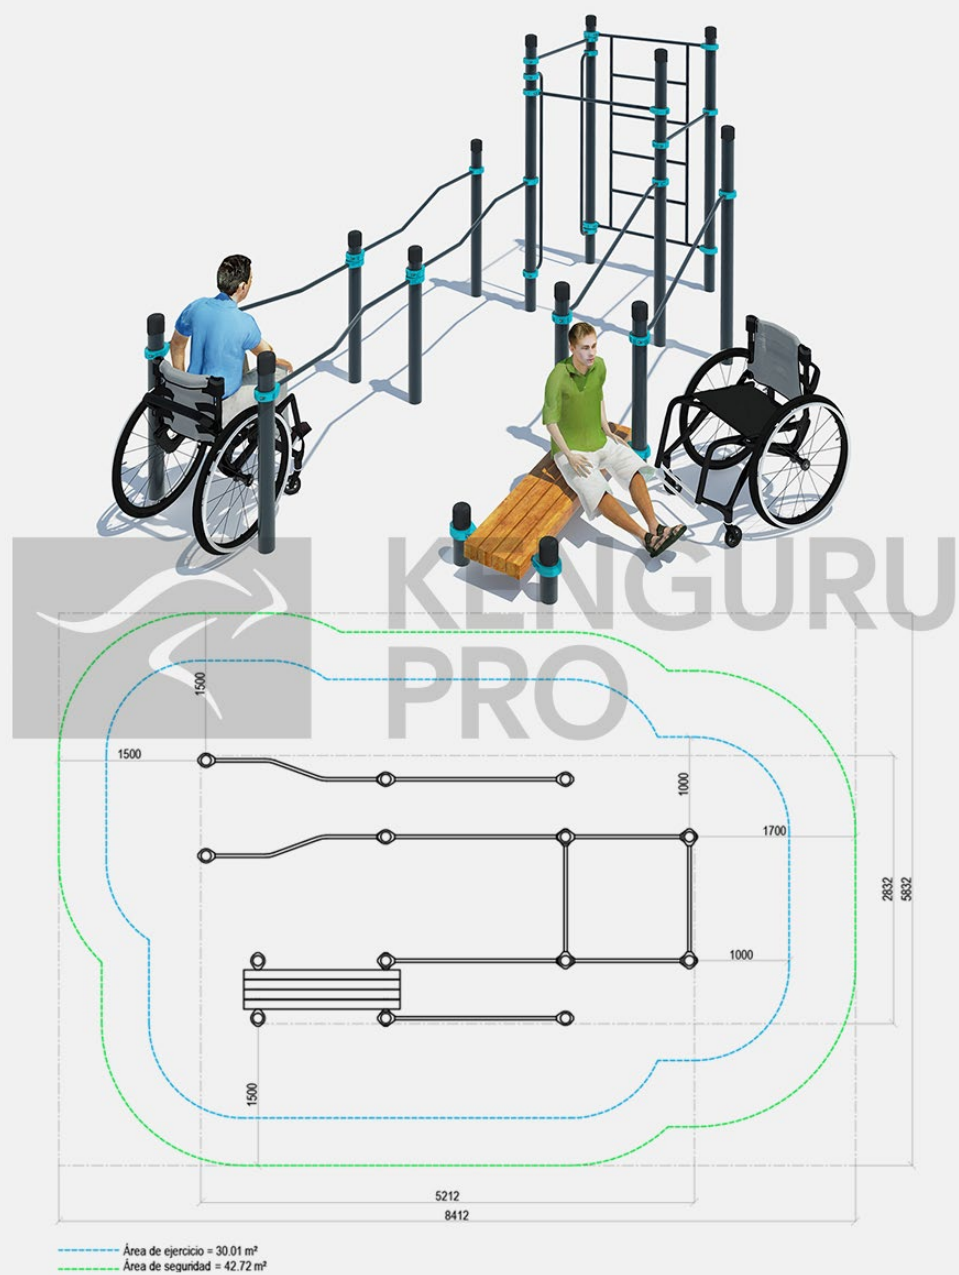 KENGURU
PRO
1500
1500
1000
1700
2832
5832
1000
1500
5212
8412
Área de ejercicio = 30.01 m²
Área de seguridad = 42.72 m²